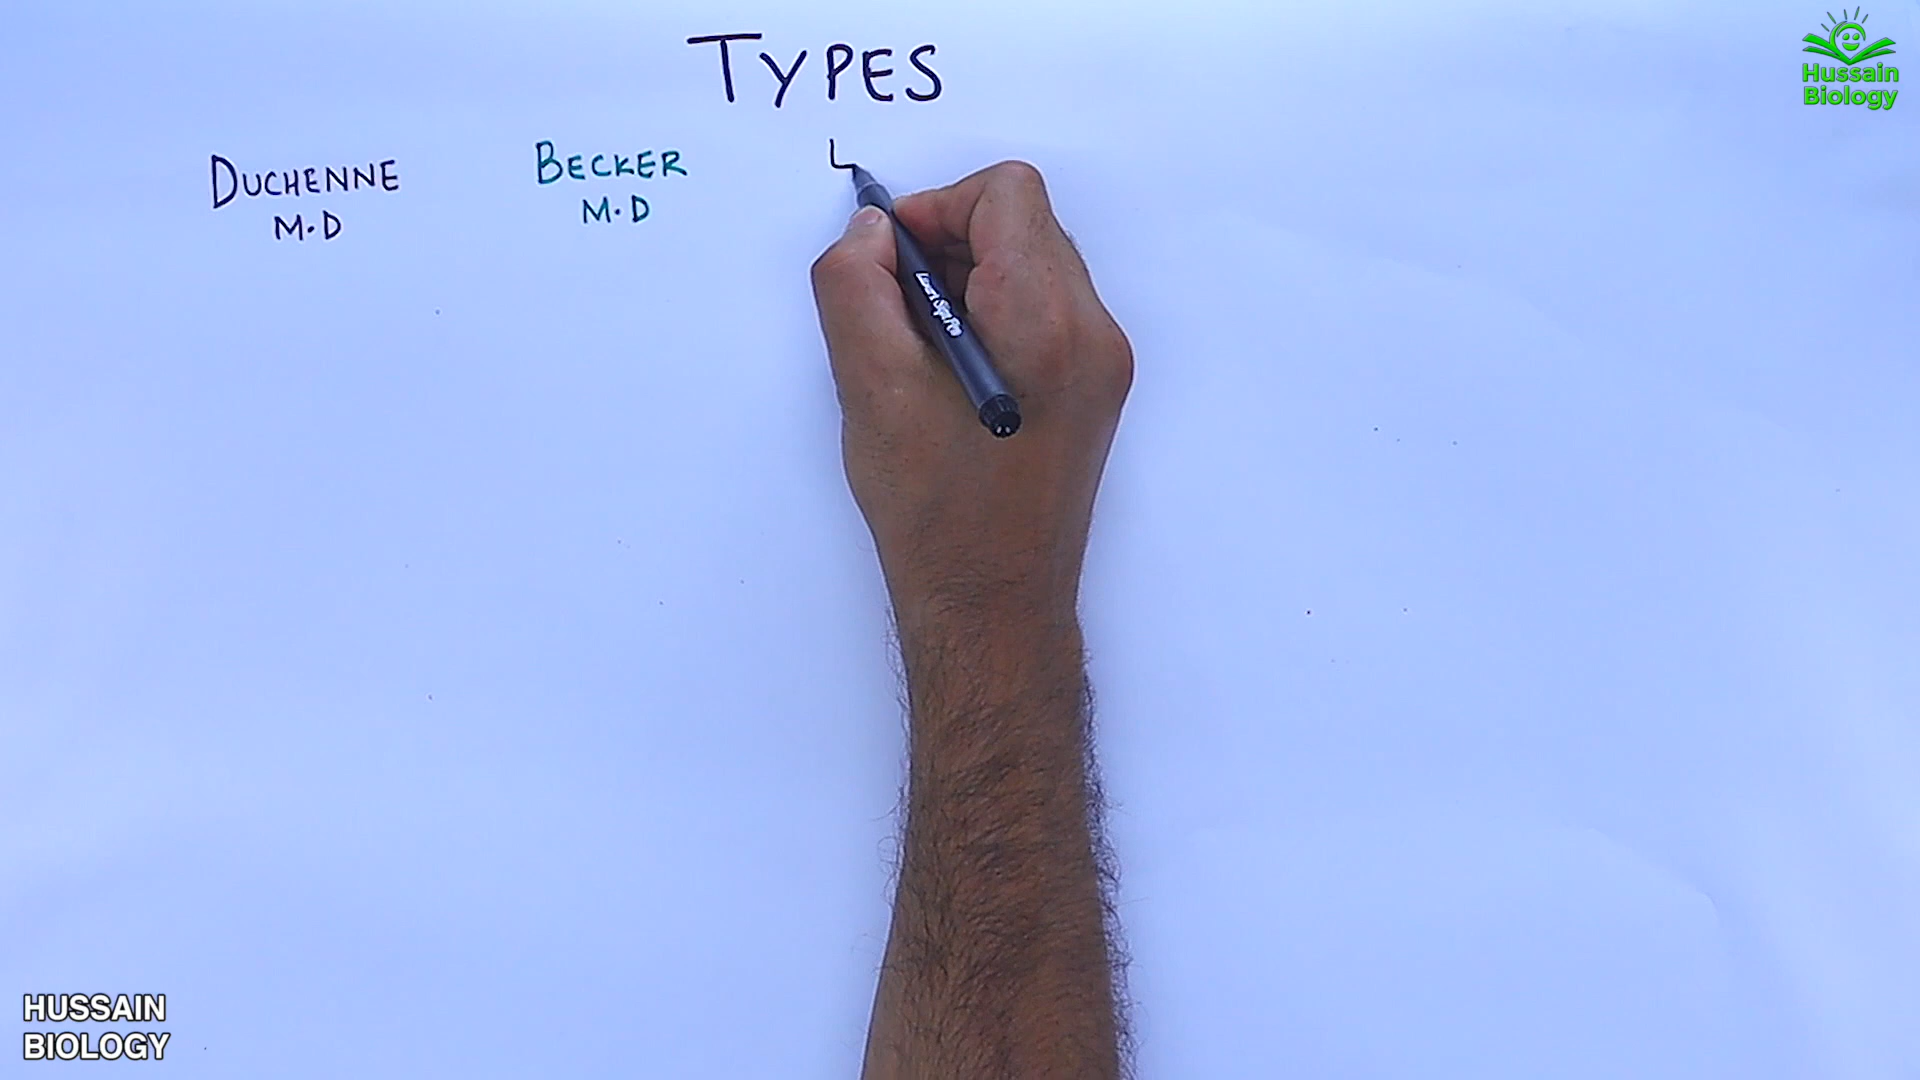 TYPES
DUCHENNE
M.D
BECKER
M.D
L
Hussain
Biology
HUSSAIN
BIOLOGY